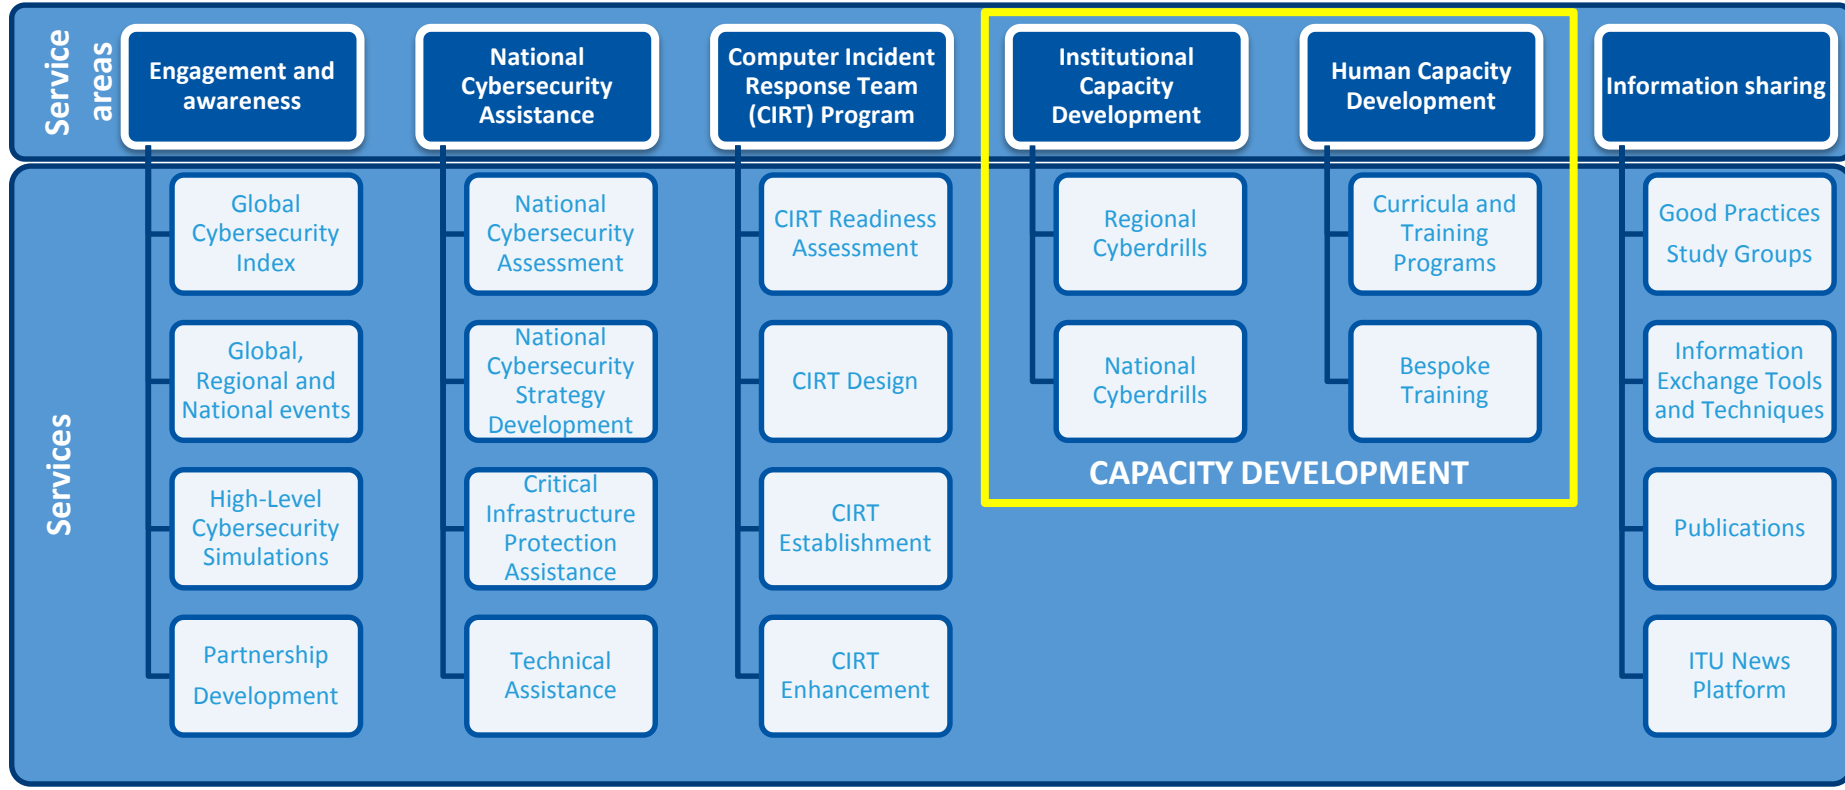 Service
areas
Engagement and
awareness
National
Cybersecurity
Assistance
Computer Incident
Response Team
(CIRT) Program
Institutional
Capacity
Development
Human Capacity
Development
Information sharing
Services
Global
Cybersecurity
Index
Global,
Regional and
National events
High-Level
Cybersecurity
Simulations
Partnership
Development
National
Cybersecurity
Assessment
National
Cybersecurity
Strategy
Development
Critical
Infrastructure
Protection
Assistance
Technical
Assistance
CIRT Readiness
Assessment
CIRT Design
CIRT
Establishment
CIRT
Enhancement
Regional
Cyberdrills
National
Cyberdrills
Curricula and
Training
Programs
Bespoke
Training
CAPACITY DEVELOPMENT
Good Practices
Study Groups
Information
Exchange Tools
and Techniques
Publications
ITU News
Platform